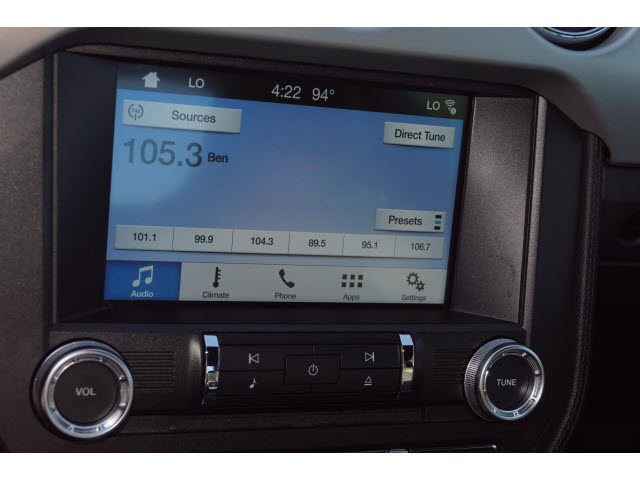 LO 4:22 94° LO
FM Sources
Direct Tune
105.3 Ben
Presets
101.1 99.9 104.3 89.5 95.1 106.7
Audio Climate Phone Apps Settings
VOL
TUNE